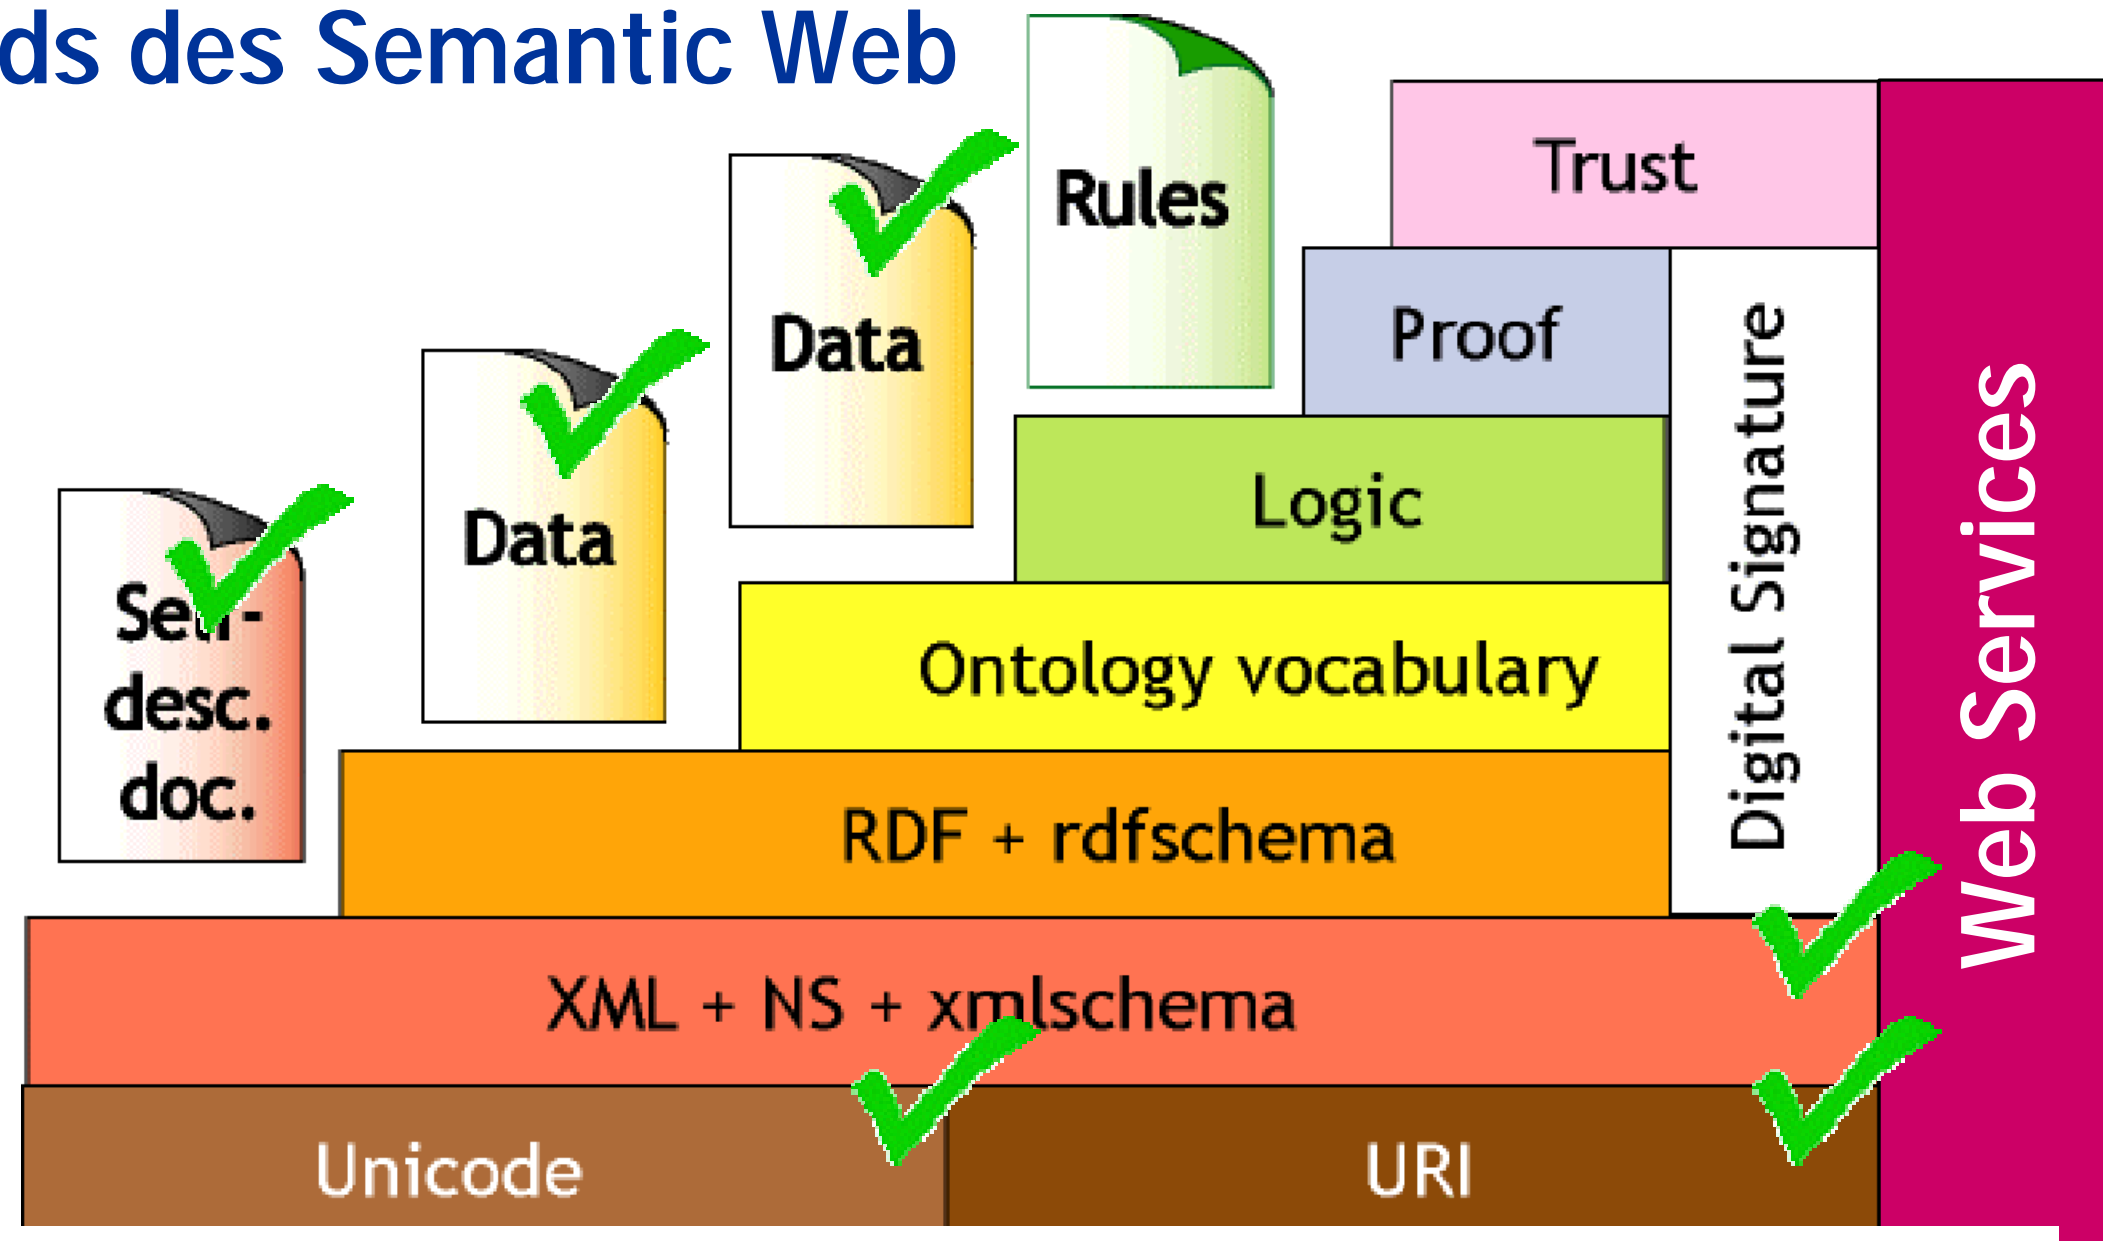 ds des Semantic Web
Rules
Trust
Data
Proof
Data
Logic
Self-
desc.
doc.
Ontology vocabulary
RDF + rdfschema
Digital Signature
Web Services
XML + NS + xmlschema
Unicode
URI